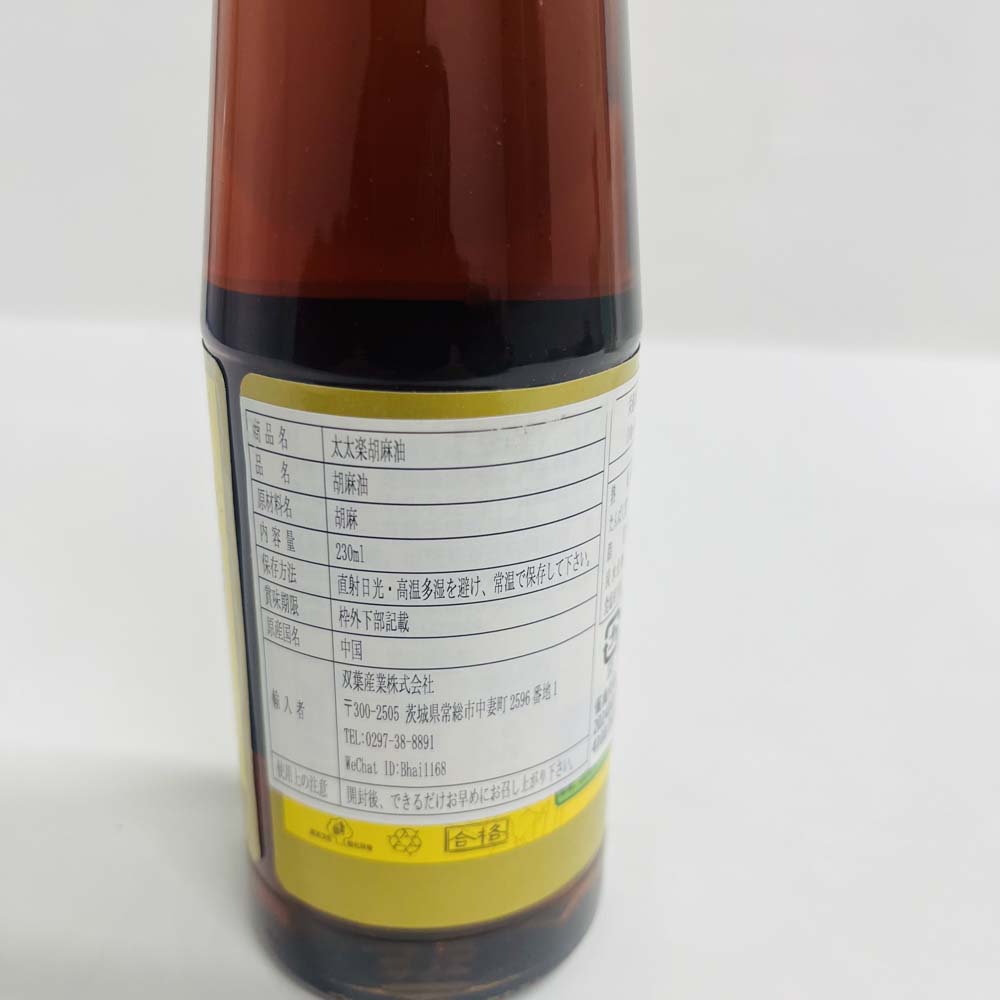 商品名 太太楽胡麻油
品名 胡麻油
原材料名 胡麻
内容量 230ml
保存方法 直射日光・高温多湿を避け、常温で保存して下さい。
賞味期限 枠外下部記載
原産国名 中国
輸入者 双葉産業株式会社
〒300-2505 茨城県常総市中妻町2596番地1
TEL:0297-38-8891
WeChat ID:Bhai1168
使用上の注意 開封後、できるだけお早めにお召し上がり下さい。
合格